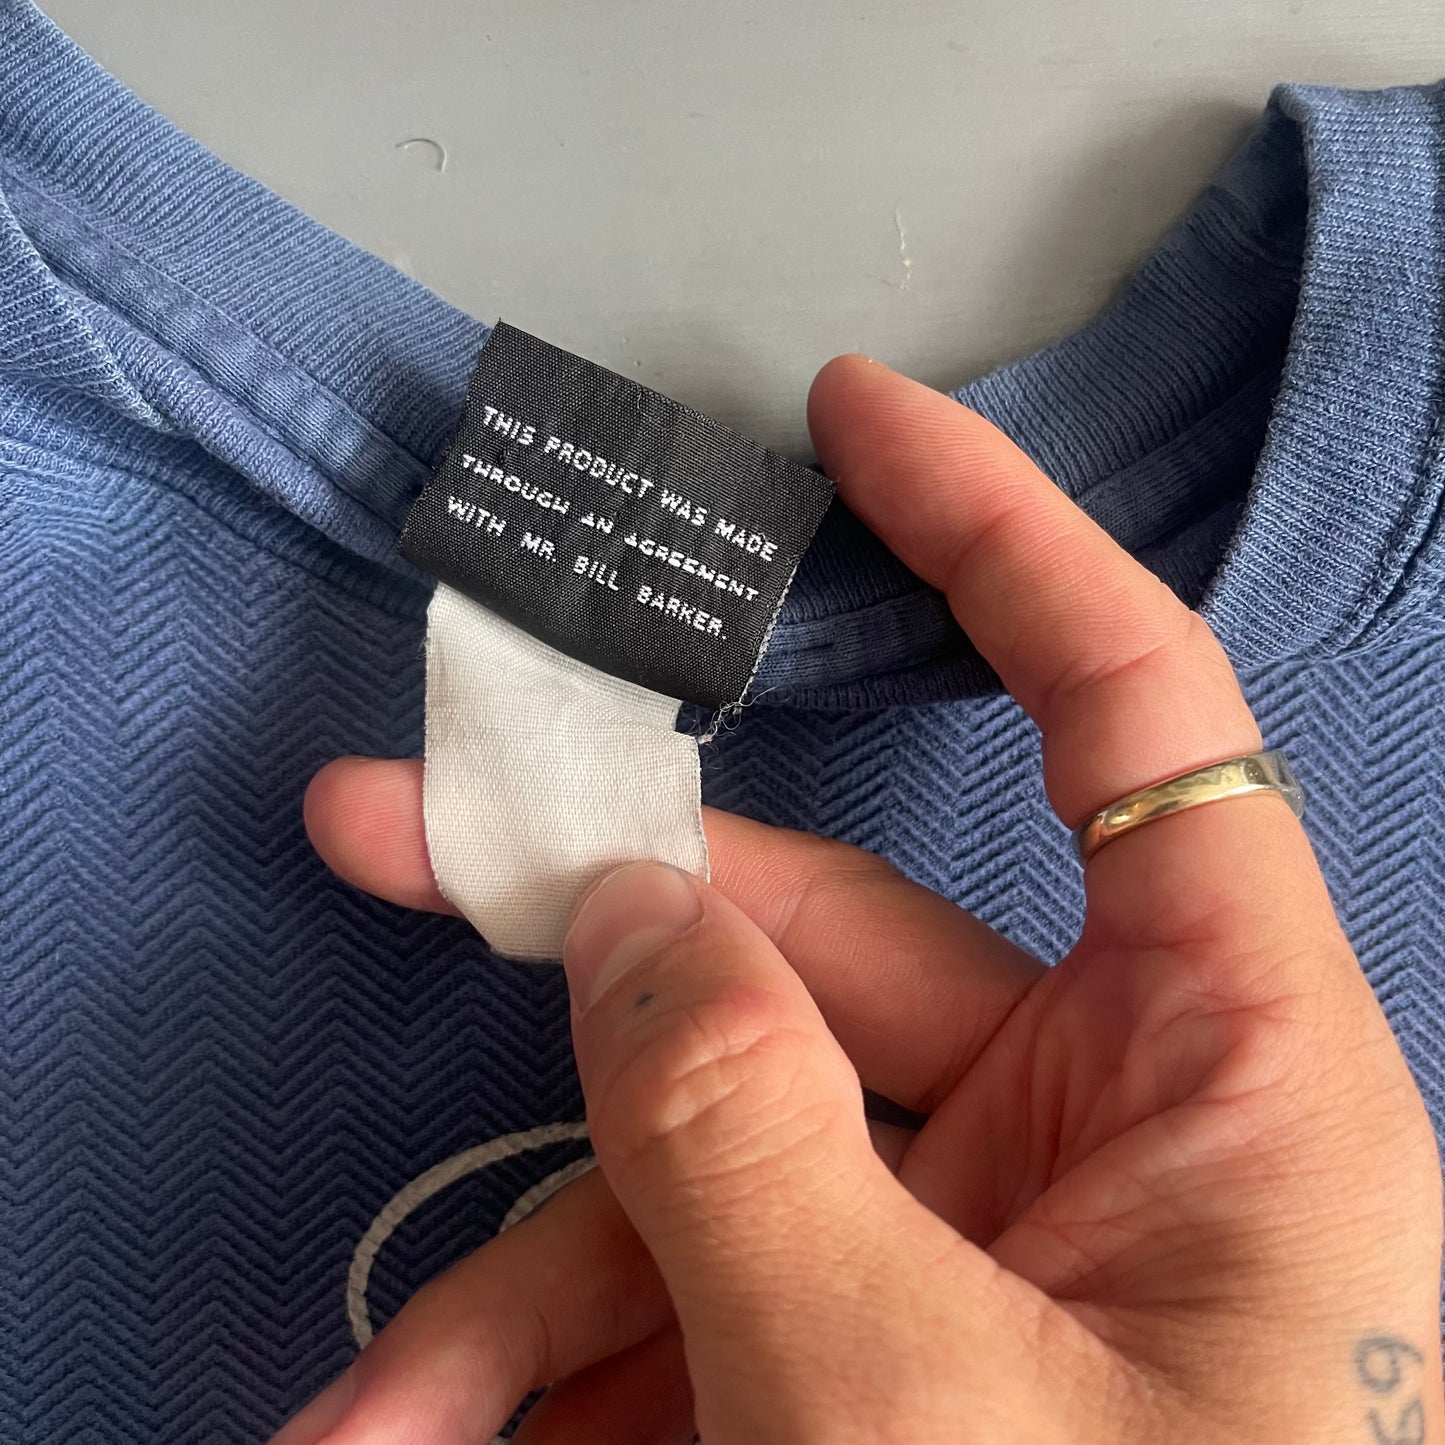 THIS PRODUCT WAS MADE
THROUGH AN AGREEMENT
WITH MR. BILL BARKER.